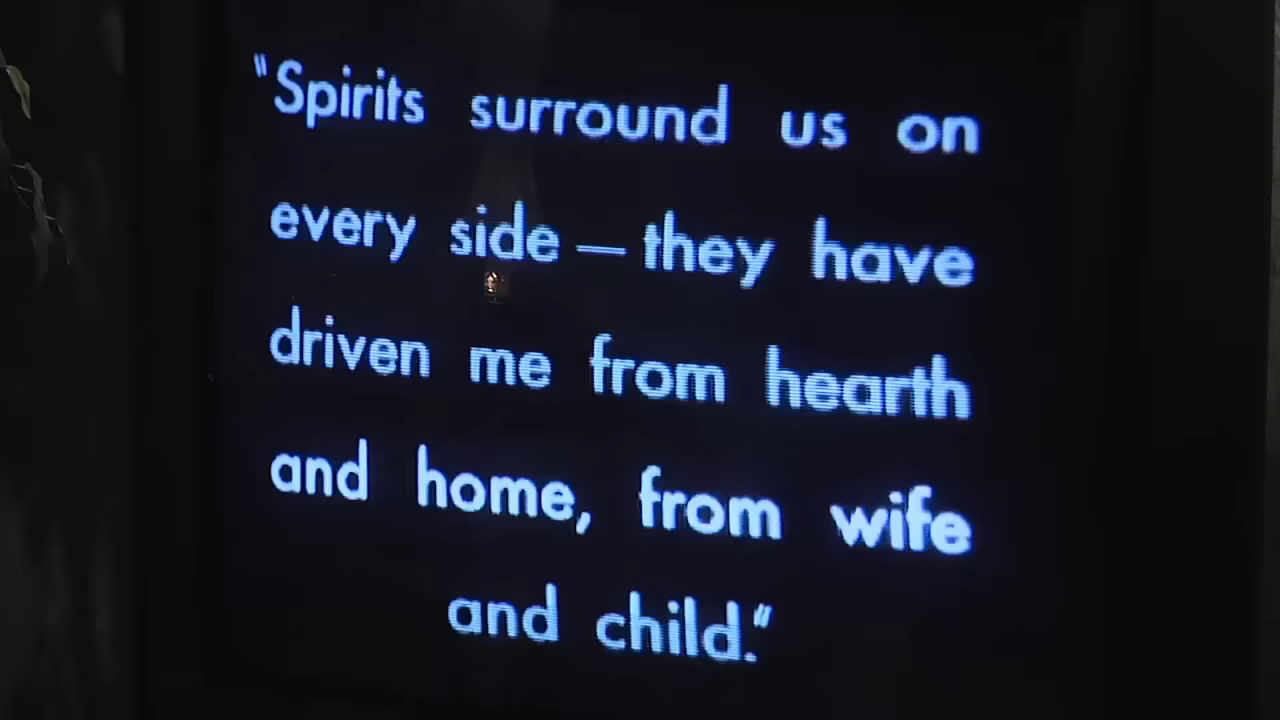 "Spirits surround us on
every side — they have
driven me from hearth
and home, from wife
and child."